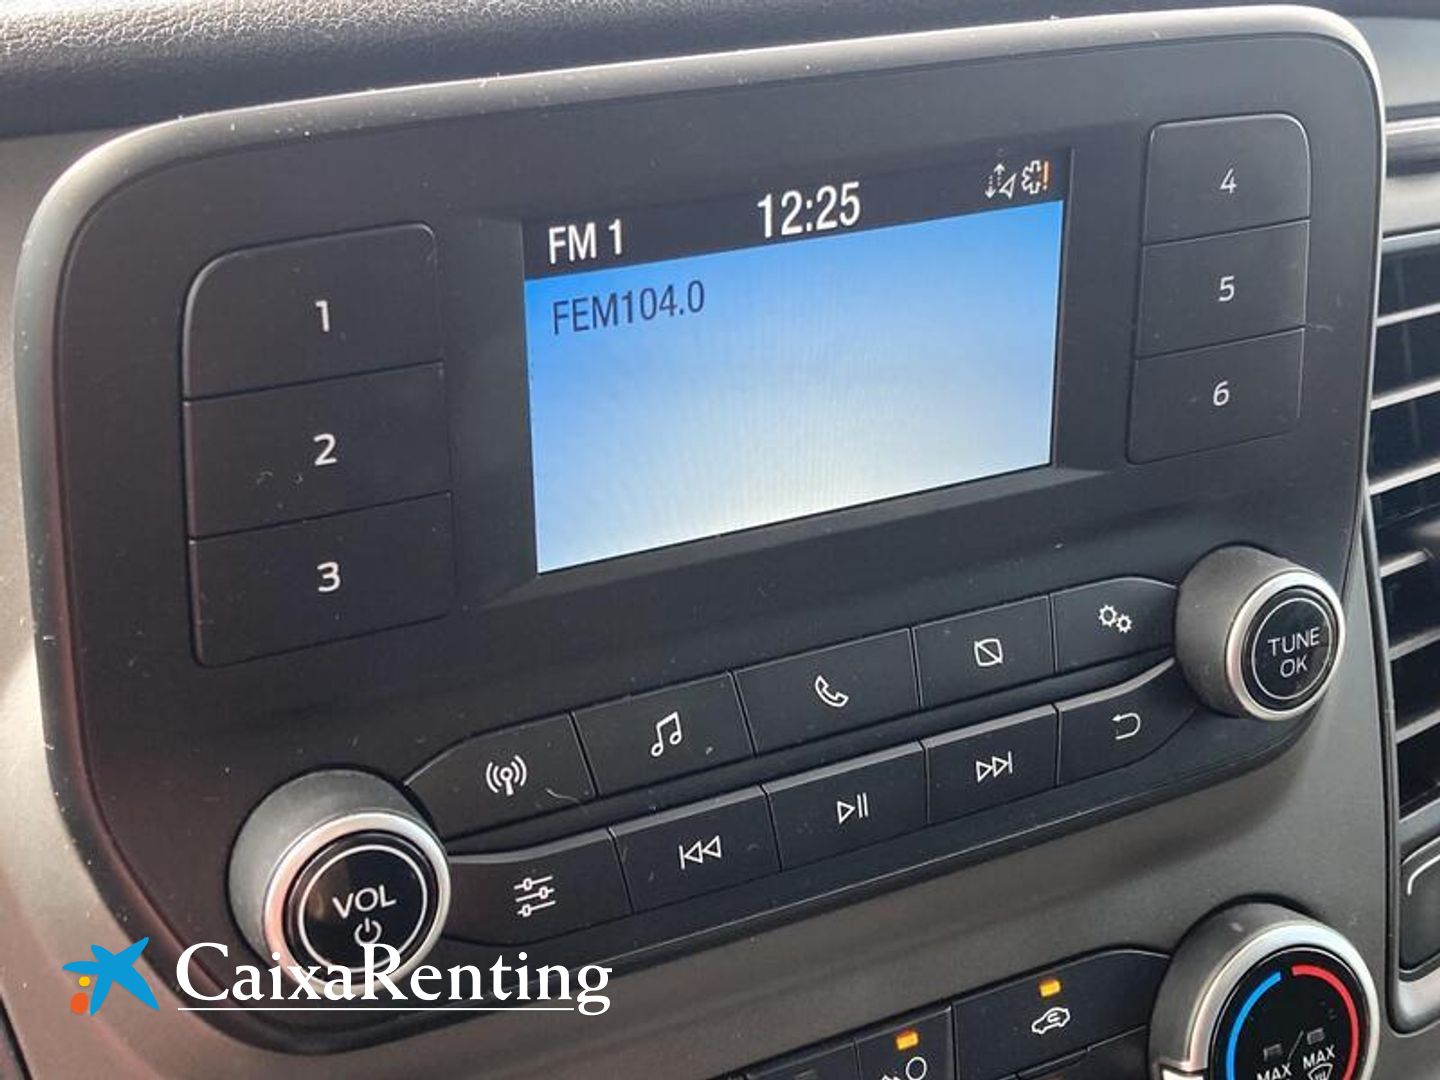 FM 1
12:25
FEM104.0
1
2
3
4
5
6
TUNE
OK
VOL
CaixaRenting
MAX
MAX